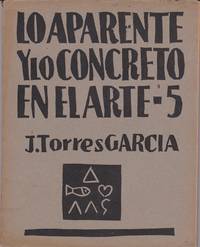 LO APARENTE
Y LO CONCRETO
EN EL ARTE - 5
J. Torres GARCIA